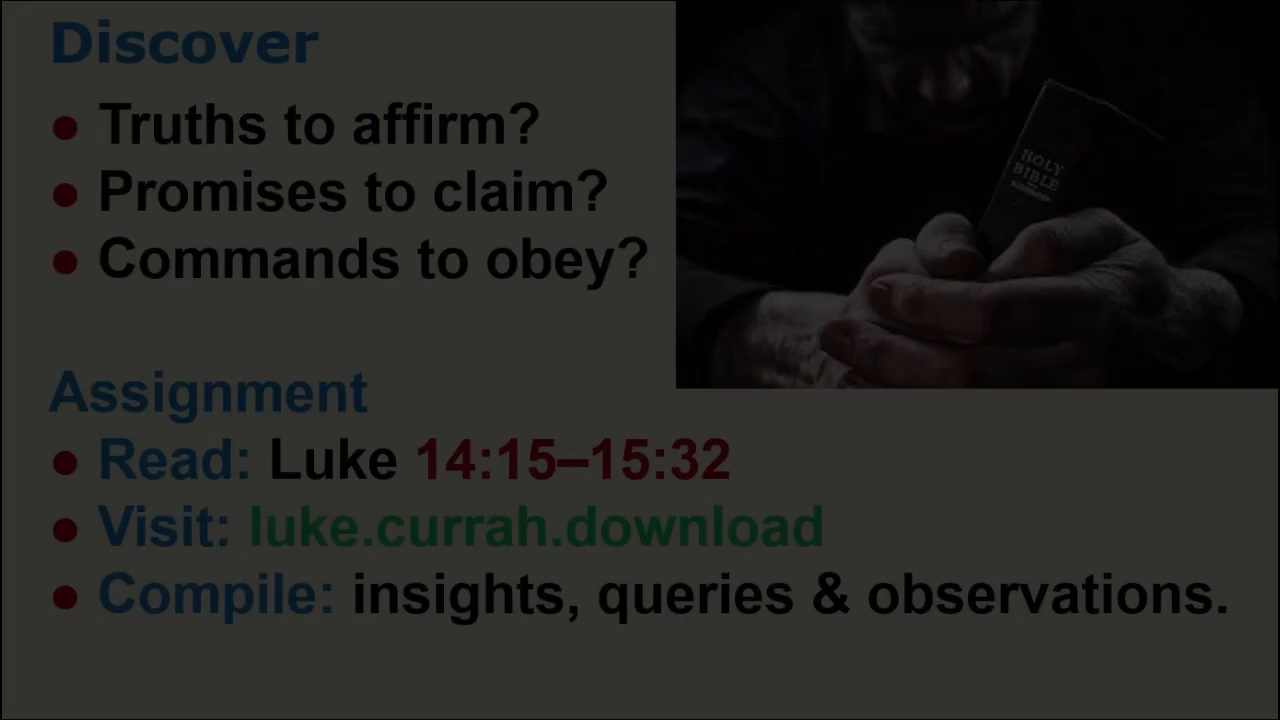 Discover
● Truths to affirm?
● Promises to claim?
● Commands to obey?
HOLY
BIBLE
Assignment
● Read: Luke 14:15–15:32
● Visit: luke.currah.download
● Compile: insights, queries & observations.